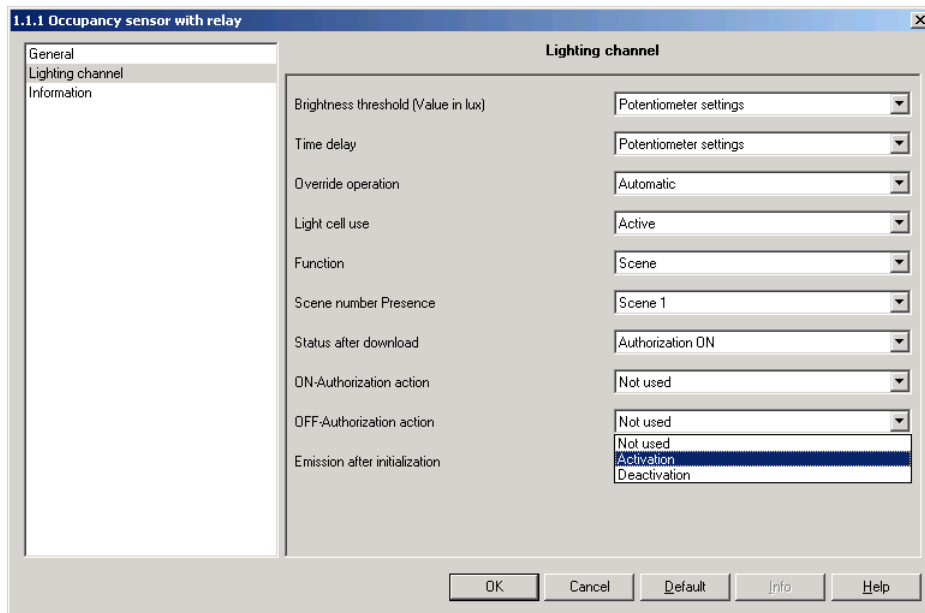 1.1.1 Occupancy sensor with relay
General
Lighting channel
Information
Lighting channel
Brightness threshold (Value in lux) Potentiometer settings
Time delay Potentiometer settings
Override operation Automatic
Light cell use Active
Function Scene
Scene number Presence Scene 1
Status after download Authorization ON
ON-Authorization action Not used
OFF-Authorization action Not used
Not used
Emission after initialization Activation
Deactivation
OK Cancel Default Info Help